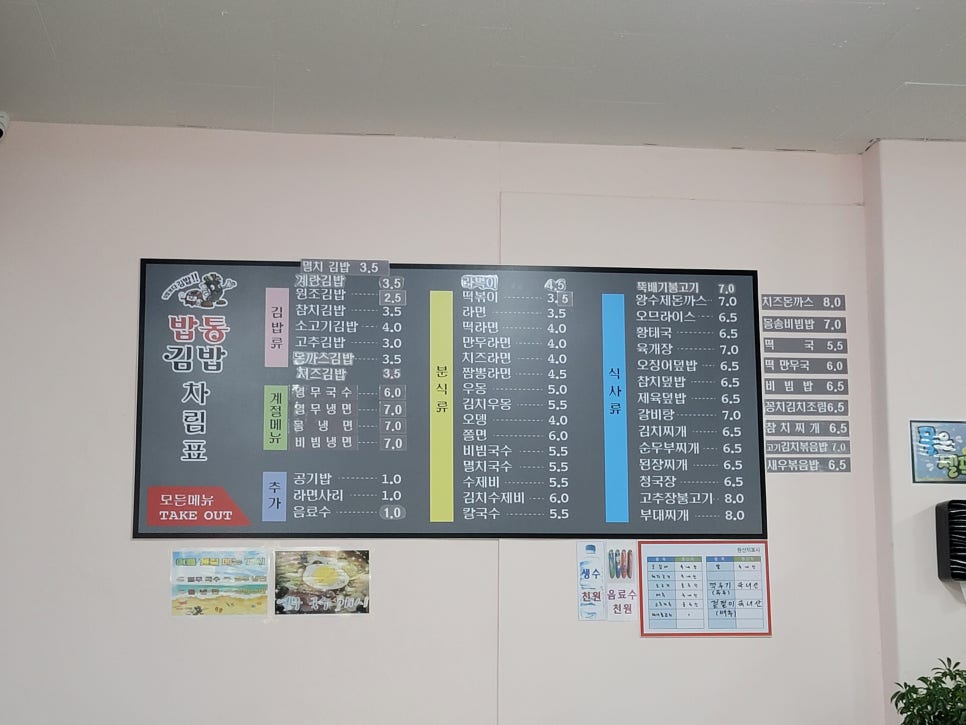 밥통
김밥
차림표
모든메뉴
TAKE OUT
김밥류
멸치 김밥 3.5
계란김밥 3.5
원조김밥 2.5
참치김밥 3.5
소고기김밥 4.0
고추김밥 3.0
돈까스김밥 3.5
치즈김밥 3.5
계절메뉴
열무국수 6.0
열무냉면 7.0
물냉면 7.0
비빔냉면 7.0
추가
공기밥 1.0
라면사리 1.0
음료수 1.0
분식류
라볶이 4.5
떡볶이 3.5
라면 3.5
떡라면 4.0
만두라면 4.0
치즈라면 4.0
짬뽕라면 4.5
우동 5.0
김치우동 5.5
오뎅 4.0
쫄면 6.0
비빔국수 5.5
멸치국수 5.5
수제비 5.5
김치수제비 6.0
칼국수 5.5
식사류
뚝배기불고기 7.0
왕수제돈까스 7.0
오므라이스 6.5
황태국 6.5
육개장 7.0
오징어덮밥 6.5
참치덮밥 6.5
제육덮밥 6.5
갈비탕 7.0
김치찌개 6.5
순두부찌개 6.5
된장찌개 6.5
청국장 6.5
고추장불고기 8.0
부대찌개 8.0
치즈돈까스 8.0
떡국 5.5
떡 만두국 6.0
비빔밥 6.5
꽁치김치조림 6.5
참치찌개 6.5
고기김치볶음밥 7.0
새우볶음밥 6.5
생수
천원
음료수
천원
원산지표시
국내산